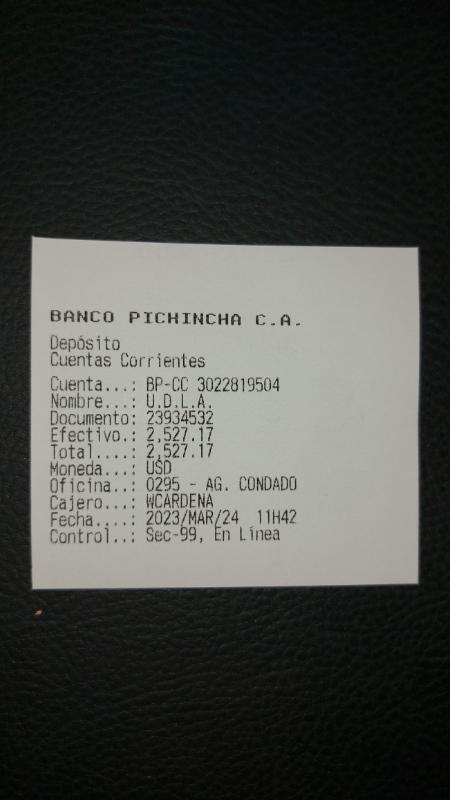 BANCO PICHINCHA C.A.
Depósito
Cuentas Corrientes
Cuenta...: BP-CC 3022819504
Nombre...: U.D.L.A.
Documento: 23934532
Efectivo.: 2,527.17
Total....: 2,527.17
Moneda...: USD
Oficina..: 0295 - AG. CONDADO
Cajero...: WCARDENA
Fecha....: 2023/MAR/24 11H42
Control..: Sec-99, En Línea